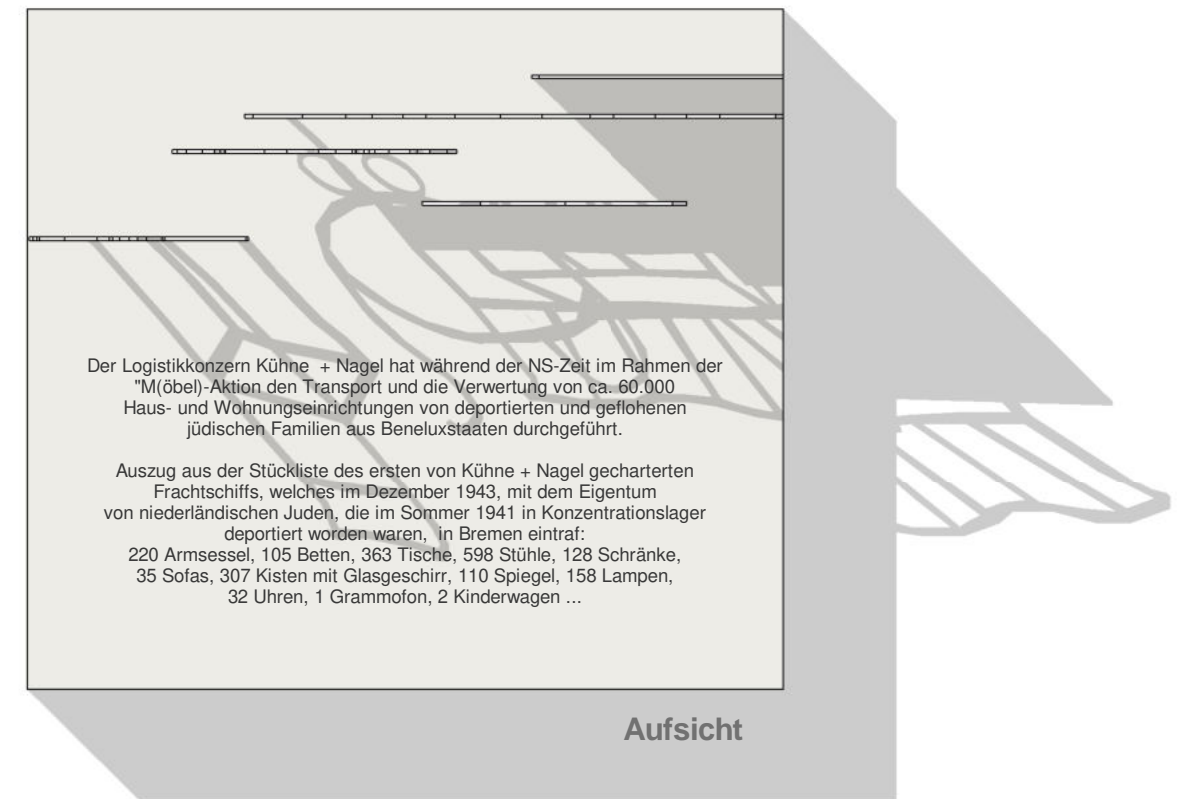 Der Logistikkonzern Kühne + Nagel hat während der NS-Zeit im Rahmen der
"M(öbel)-Aktion den Transport und die Verwertung von ca. 60.000
Haus- und Wohnungseinrichtungen von deportierten und geflohenen
jüdischen Familien aus Beneluxstaaten durchgeführt.
Auszug aus der Stückliste des ersten von Kühne + Nagel gecharterten
Frachtschiffs, welches im Dezember 1943, mit dem Eigentum
von niederländischen Juden, die im Sommer 1941 in Konzentrationslager
deportiert worden waren, in Bremen eintraf:
220 Armsessel, 105 Betten, 363 Tische, 598 Stühle, 128 Schränke,
35 Sofas, 307 Kisten mit Glasgeschirr, 110 Spiegel, 158 Lampen,
32 Uhren, 1 Grammofon, 2 Kinderwagen ...
Aufsicht